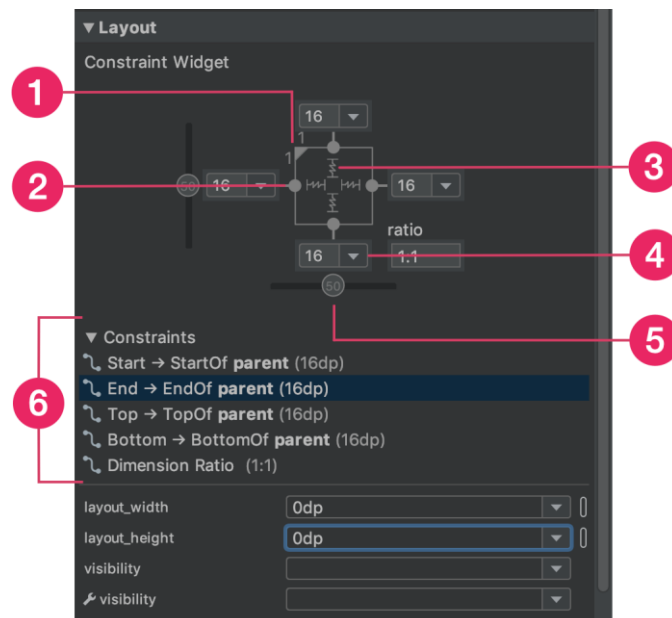 Layout
Constraint Widget
1
16
1
1
2
50
16
16
3
ratio
16
1:1
4
50
5
6
Constraints
Start → StartOf parent (16dp)
End → EndOf parent (16dp)
Top → TopOf parent (16dp)
Bottom → BottomOf parent (16dp)
Dimension Ratio (1:1)
layout_width 0dp
layout_height 0dp
visibility
visibility